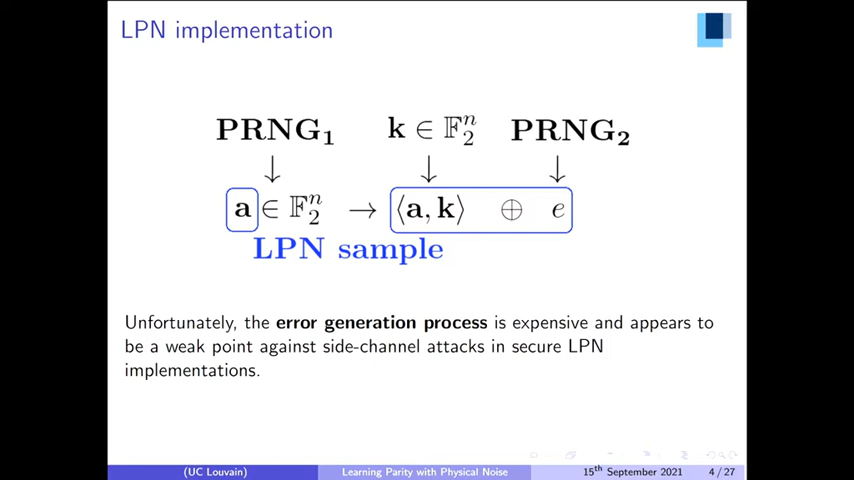 LPN implementation
PRNG₁ k ∈ 𝔽₂ⁿ PRNG₂
↓ ↓ ↓
a ∈ 𝔽₂ⁿ → ⟨a, k⟩ ⊕ e
LPN sample
Unfortunately, the error generation process is expensive and appears to
be a weak point against side-channel attacks in secure LPN
implementations.
(UC Louvain) Learning Parity with Physical Noise 15th September 2021 4 / 27